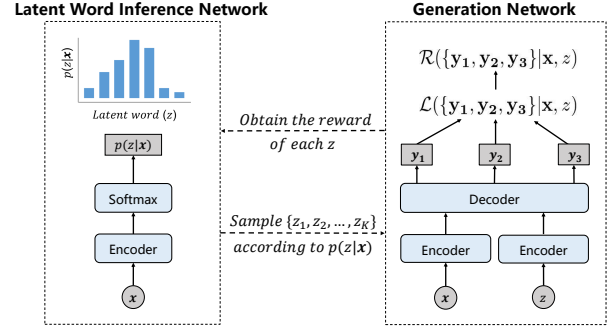 Latent Word Inference Network
Generation Network
p(z|x)
Latent word (z)
p(z|x)
Softmax
Encoder
x
Obtain the reward
of each z
Sample {z₁, z₂, ..., z_K}
according to p(z|x)
R({y₁, y₂, y₃}|x, z)
L({y₁, y₂, y₃}|x, z)
y₁ y₂ y₃
Decoder
Encoder Encoder
x z